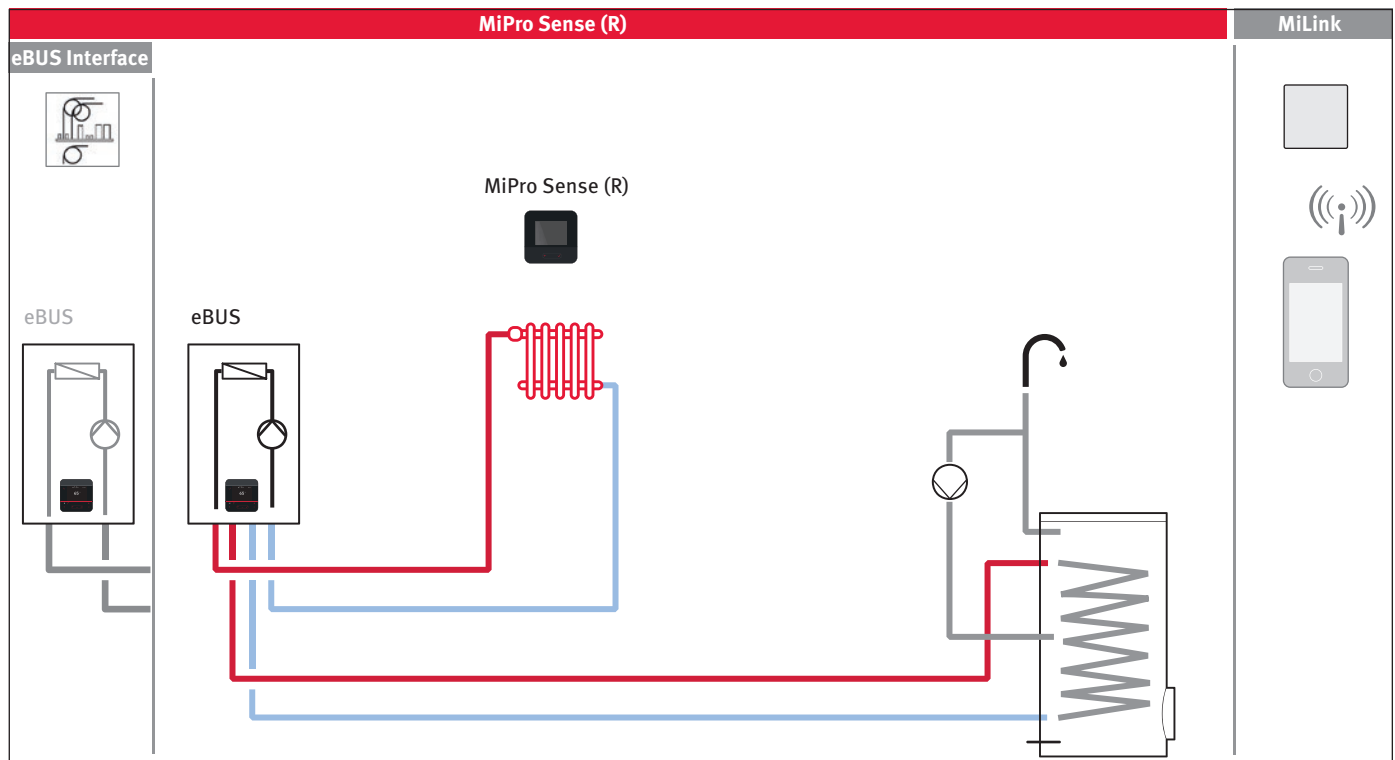 MiPro Sense (R)
MiLink
eBUS Interface
MiPro Sense (R)
eBUS
eBUS